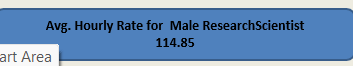 Avg. Hourly Rate for  Male ResearchScientist
114.85
art Area